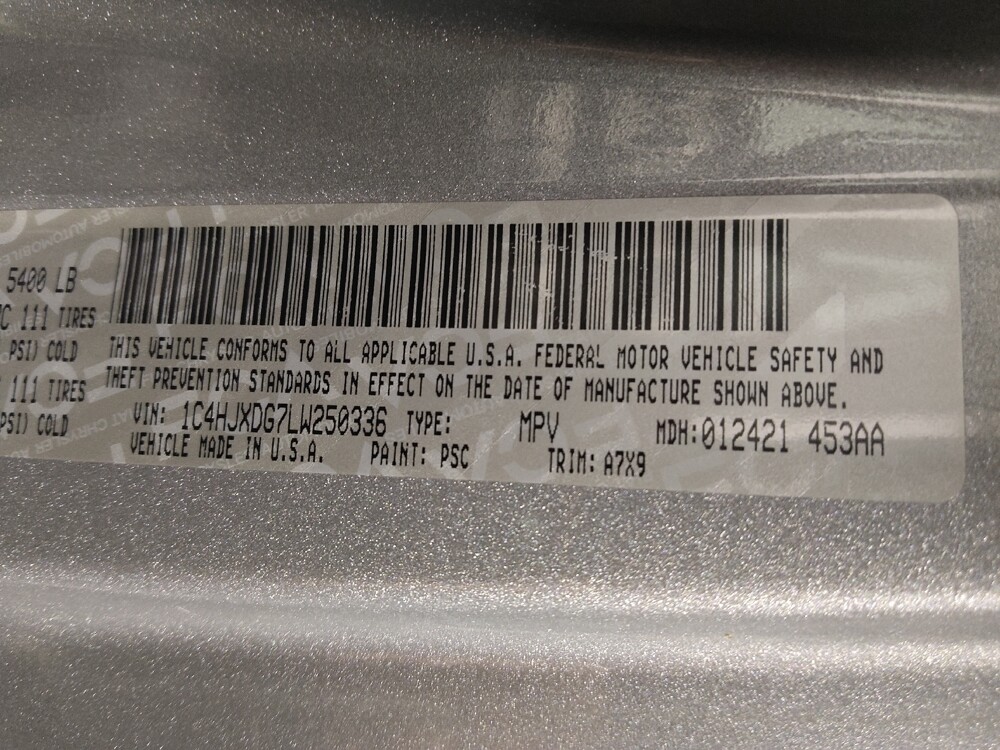 5400 LB
111 TIRES
PSI) COLD
111 TIRES
PSI) COLD
THIS VEHICLE CONFORMS TO ALL APPLICABLE U.S.A. FEDERAL MOTOR VEHICLE SAFETY AND
THEFT PREVENTION STANDARDS IN EFFECT ON THE DATE OF MANUFACTURE SHOWN ABOVE.
VIN: 1C4HJXDG7LW250336 TYPE: MPV MDH:012421 453AA
VEHICLE MADE IN U.S.A. PAINT: PSC TRIM: A7X9